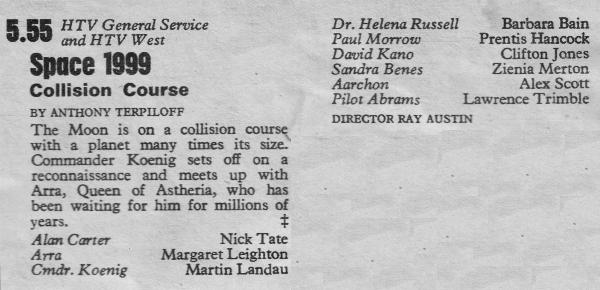 5.55 HTV General Service
and HTV West
Space 1999
Collision Course
BY ANTHONY TERPILOFF
The Moon is on a collision course
with a planet many times its size.
Commander Koenig sets off on a
reconnaissance and meets up with
Arra, Queen of Astheria, who has
been waiting for him for millions of
years. ‡
Alan Carter Nick Tate
Arra Margaret Leighton
Cmdr. Koenig Martin Landau
Dr. Helena Russell Barbara Bain
Paul Morrow Prentis Hancock
David Kano Clifton Jones
Sandra Benes Zienia Merton
Aarchon Alex Scott
Pilot Abrams Lawrence Trimble
DIRECTOR RAY AUSTIN